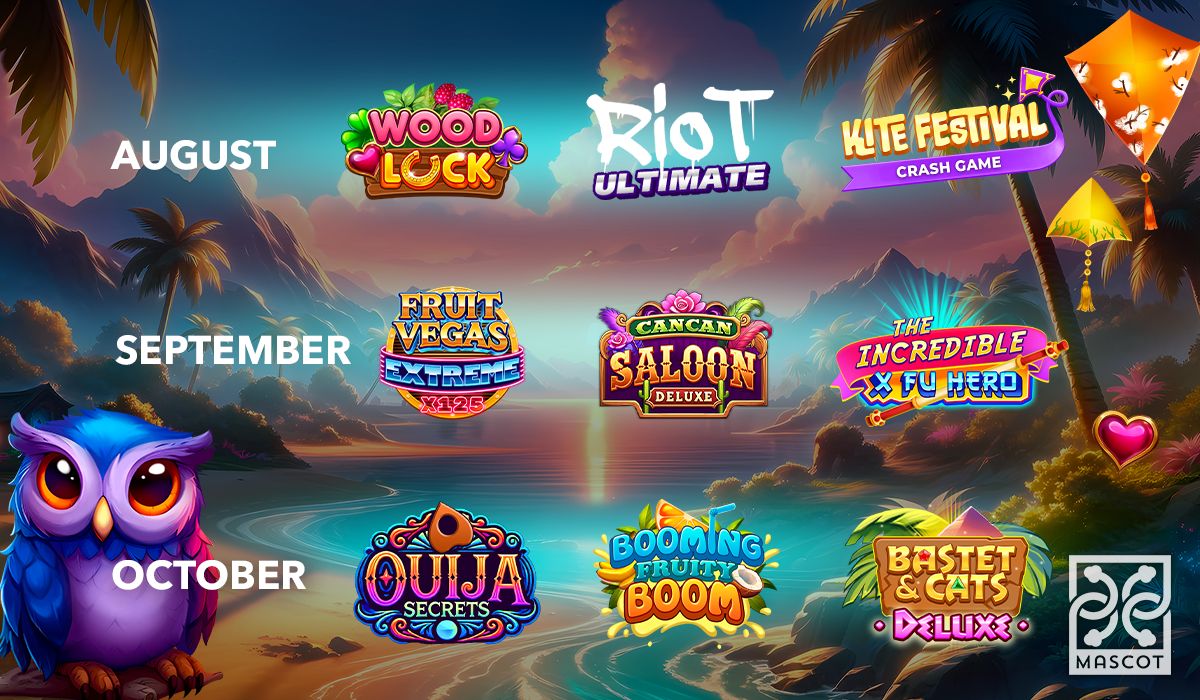 AUGUST
WOOD
LUCK
RioT
ULTIMATE
KITE FESTIVAL
CRASH GAME
SEPTEMBER
FRUIT
VEGAS
EXTREME
X125
CANCAN
SALOON
DELUXE
THE
INCREDIBLE
X FU HERO
OCTOBER
OUIJA
SECRETS
BOOMING
FRUITY
BOOM
BASTET
& CATS
DELUXE
MASCOT